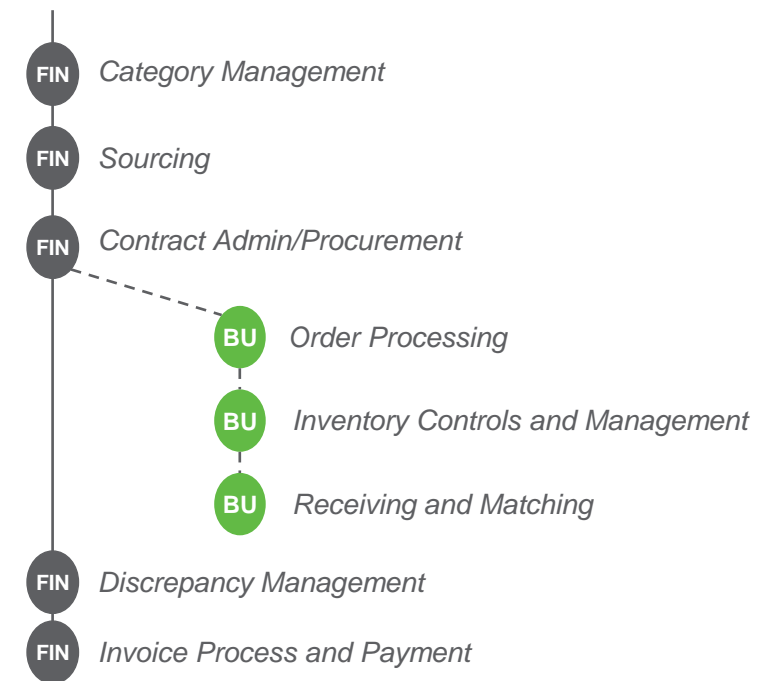 FIN Category Management
FIN Sourcing
FIN Contract Admin/Procurement
BU Order Processing
BU Inventory Controls and Management
BU Receiving and Matching
FIN Discrepancy Management
FIN Invoice Process and Payment